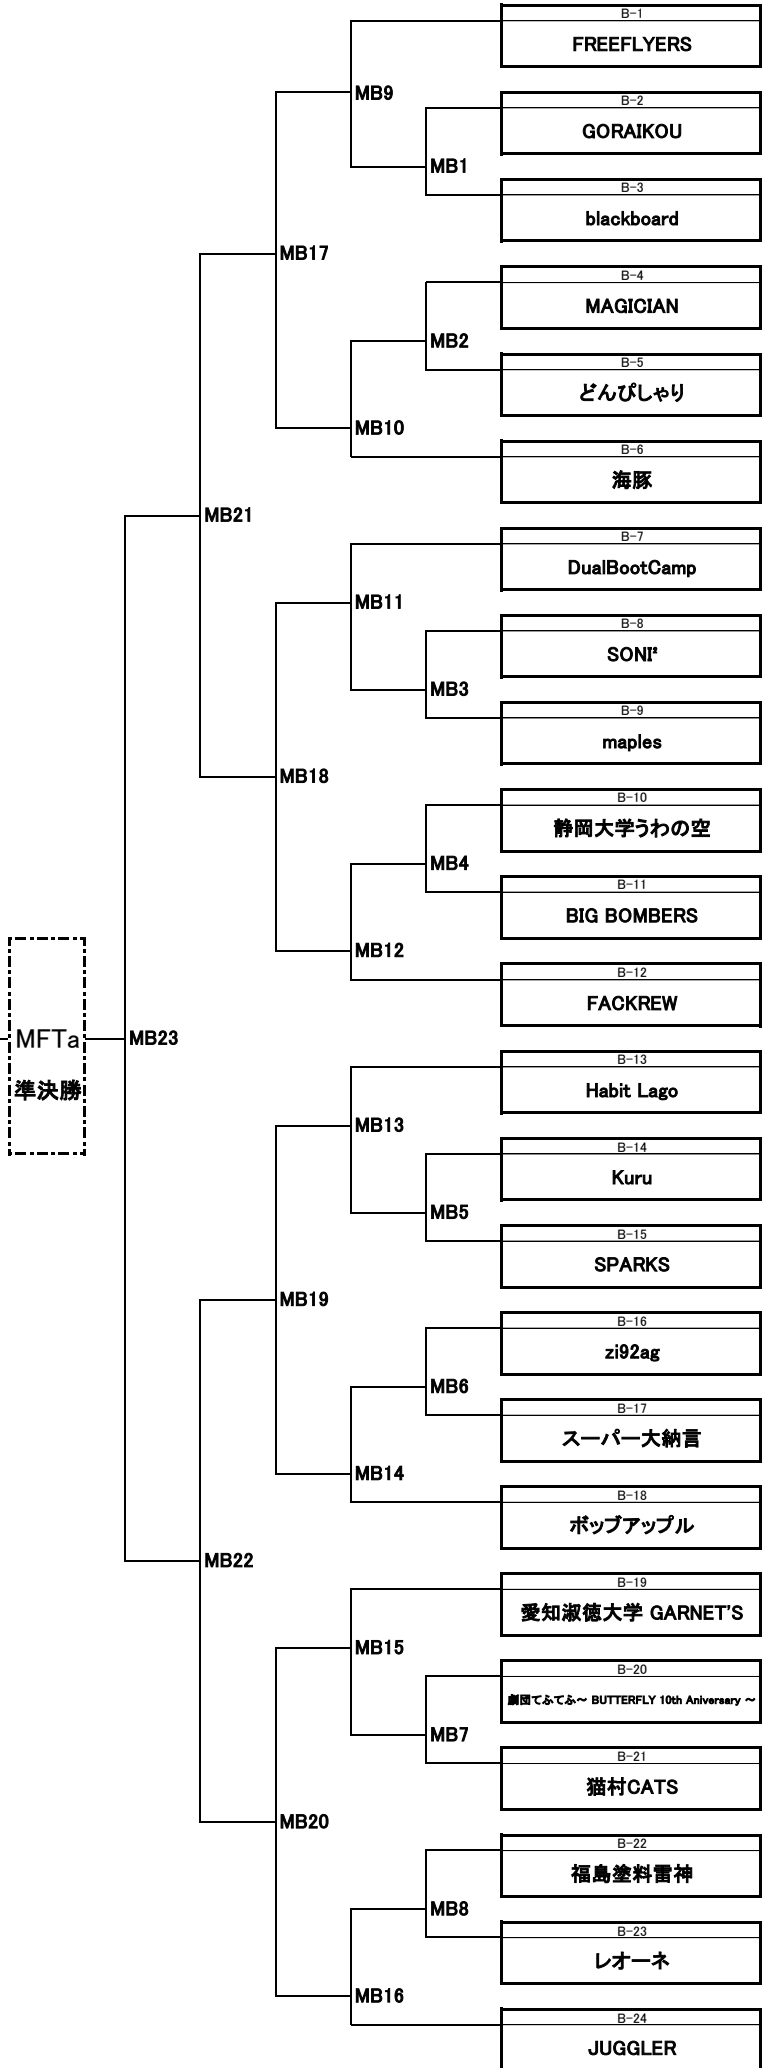 B-1
FREEFLYERS
MB9
B-2
GORAIKOU
MB1
B-3
blackboard
MB17
B-4
MAGICIAN
MB2
B-5
どんぴしゃり
MB10
B-6
海豚
MB21
B-7
DualBootCamp
MB11
B-8
SONI²
MB3
B-9
maples
MB18
B-10
静岡大学うわの空
MB4
B-11
BIG BOMBERS
MB12
B-12
FACKREW
MFTa
準決勝
MB23
B-13
Habit Lago
MB13
B-14
Kuru
MB5
B-15
SPARKS
MB19
B-16
zi92ag
MB6
B-17
スーパー大納言
MB14
B-18
ポップアップル
MB22
B-19
愛知淑徳大学 GARNET'S
MB15
B-20
劇団てふてふ～ BUTTERFLY 10th Aniversary ～
MB7
B-21
猫村CATS
MB20
B-22
福島塗料雷神
MB8
B-23
レオーネ
MB16
B-24
JUGGLER